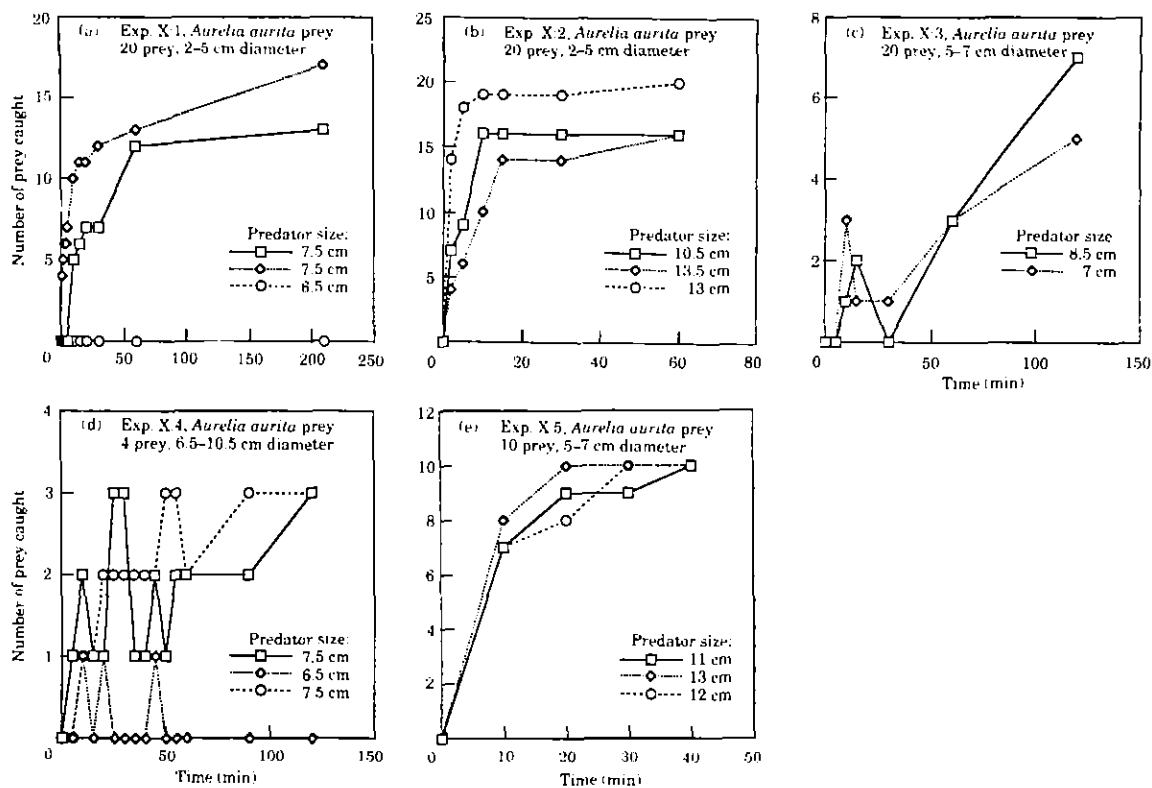 (a) Exp. X:1, Aurelia aurita prey
20 prey, 2–5 cm diameter
20
15
10
5
0
Number of prey caught
Predator size:
7.5 cm
7.5 cm
6.5 cm
50
100
150
200
250
(b) Exp. X:2, Aurelia aurita prey
20 prey, 2–5 cm diameter
25
20
15
10
5
0
Predator size:
10.5 cm
13.5 cm
13 cm
20
40
60
80
(c) Exp. X:3, Aurelia aurita prey
20 prey, 5–7 cm diameter
8
6
4
2
0
Predator size
8.5 cm
7 cm
50
100
150
Time (min)
(d) Exp. X.4, Aurelia aurita prey
4 prey, 6.5–10.5 cm diameter
4
3
2
1
0
Number of prey caught
Predator size:
7.5 cm
6.5 cm
7.5 cm
50
100
150
Time (min)
(e) Exp. X.5, Aurelia aurita prey
10 prey, 5–7 cm diameter
12
10
8
6
4
2
0
Predator size:
11 cm
13 cm
12 cm
10
20
30
40
50
Time (min)